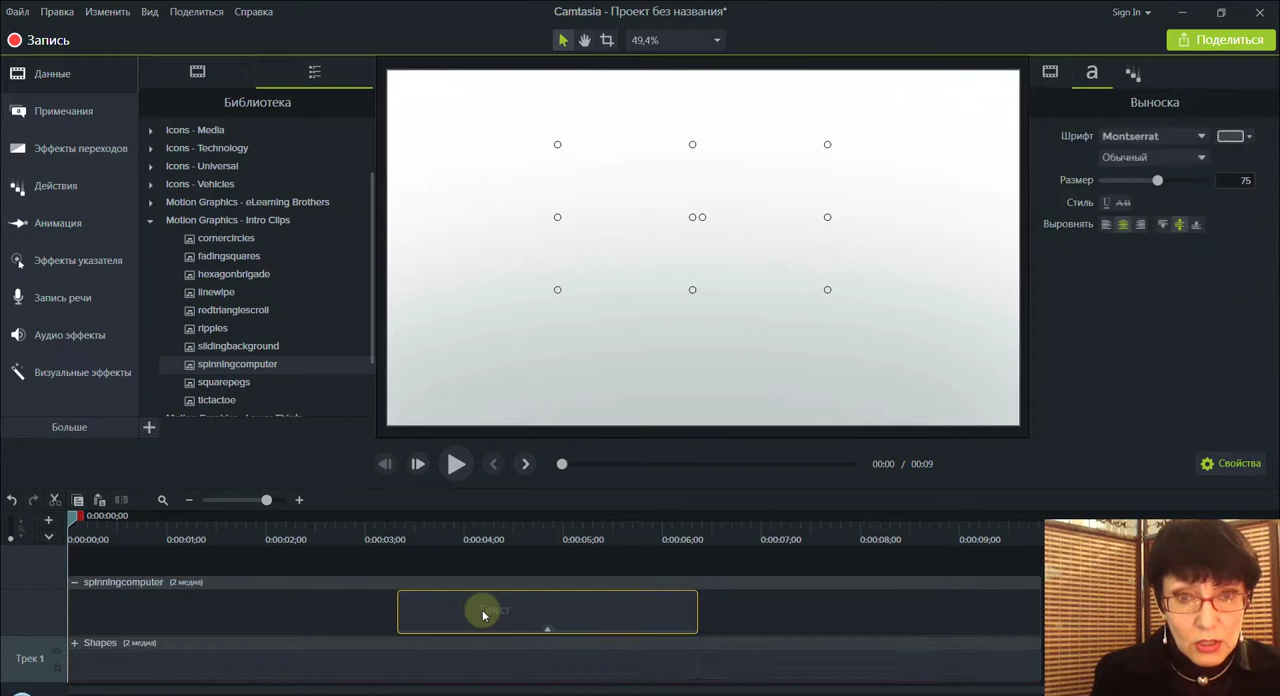 Файл Правка Изменить Вид Поделиться Справка
Camtasia - Проект без названия*
Sign In
Запись
49,4%
Поделиться
Данные
Примечания
Эффекты переходов
Действия
Анимация
Эффекты указателя
Запись речи
Аудио эффекты
Визуальные эффекты
Больше
Библиотека
Icons - Media
Icons - Technology
Icons - Universal
Icons - Vehicles
Motion Graphics - eLearning Brothers
Motion Graphics - Intro Clips
cornercircles
fadingsquares
hexagonbrigade
linewipe
redtrianglescroll
ripples
slidingbackground
spinningcomputer
squarepegs
tictactoe
a
Выноска
Шрифт Montserrat
Обычный
Размер 75
Стиль U AB
Выровнять
00:00 / 00:09
Свойства
0:00:00;00
0:00:00;00 0:00:01;00 0:00:02;00 0:00:03;00 0:00:04;00 0:00:05;00 0:00:06;00 0:00:07;00 0:00:08;00 0:00:09;00
spinningcomputer (2 медиа)
Текст
Shapes (2 медиа)
Трек 1